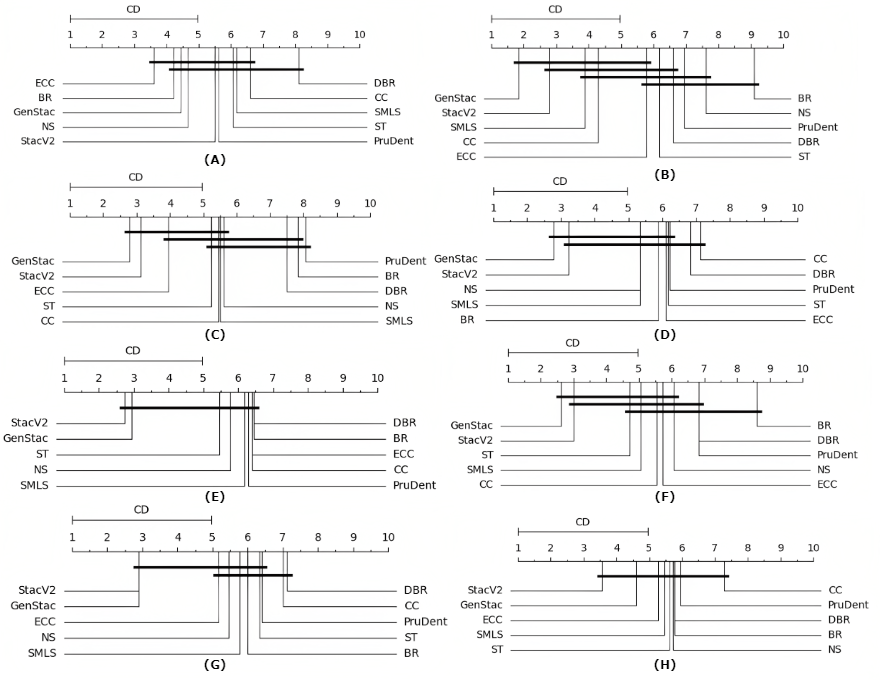 CD
1 2 3 4 5 6 7 8 9 10
ECC DBR
BR CC
GenStac SMLS
NS ST
StacV2 PruDent
(A)
CD
1 2 3 4 5 6 7 8 9 10
GenStac BR
StacV2 NS
SMLS PruDent
CC DBR
ECC ST
(B)
CD
1 2 3 4 5 6 7 8 9 10
GenStac PruDent
StacV2 BR
ECC DBR
ST NS
CC SMLS
(C)
CD
1 2 3 4 5 6 7 8 9 10
GenStac CC
StacV2 DBR
NS PruDent
SMLS ST
BR ECC
(D)
CD
1 2 3 4 5 6 7 8 9 10
StacV2 DBR
GenStac BR
ST ECC
NS CC
SMLS PruDent
(E)
CD
1 2 3 4 5 6 7 8 9 10
GenStac BR
StacV2 DBR
ST PruDent
SMLS NS
CC ECC
(F)
CD
1 2 3 4 5 6 7 8 9 10
StacV2 DBR
GenStac CC
ECC PruDent
NS ST
SMLS BR
(G)
CD
1 2 3 4 5 6 7 8 9 10
StacV2 CC
GenStac PruDent
ECC DBR
SMLS BR
ST NS
(H)